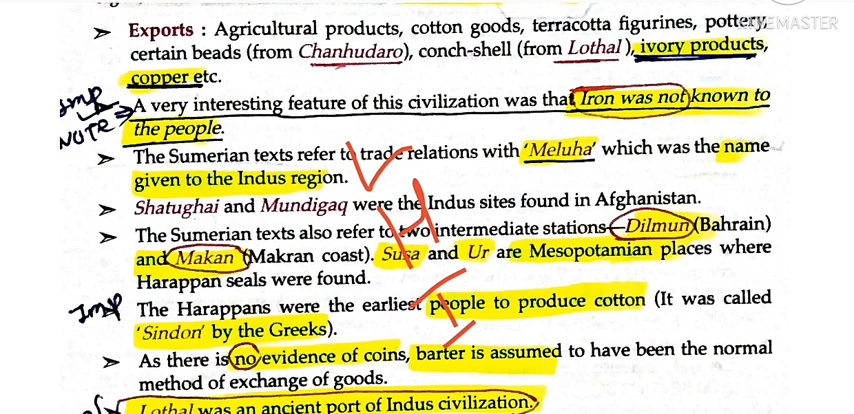 Exports : Agricultural products, cotton goods, terracotta figurines, pottery,
certain beads (from Chanhudaro), conch-shell (from Lothal), ivory products,
copper etc.
Imp
NOTE
A very interesting feature of this civilization was that Iron was not known to
the people.
The Sumerian texts refer to trade relations with 'Meluha' which was the name
given to the Indus region.
Shatughai and Mundigaq were the Indus sites found in Afghanistan.
The Sumerian texts also refer to two intermediate stations—Dilmun (Bahrain)
and Makan (Makran coast). Susa and Ur are Mesopotamian places where
Harappan seals were found.
Imp
The Harappans were the earliest people to produce cotton (It was called
'Sindon' by the Greeks).
As there is no evidence of coins, barter is assumed to have been the normal
method of exchange of goods.
Lothal was an ancient port of Indus civilization.